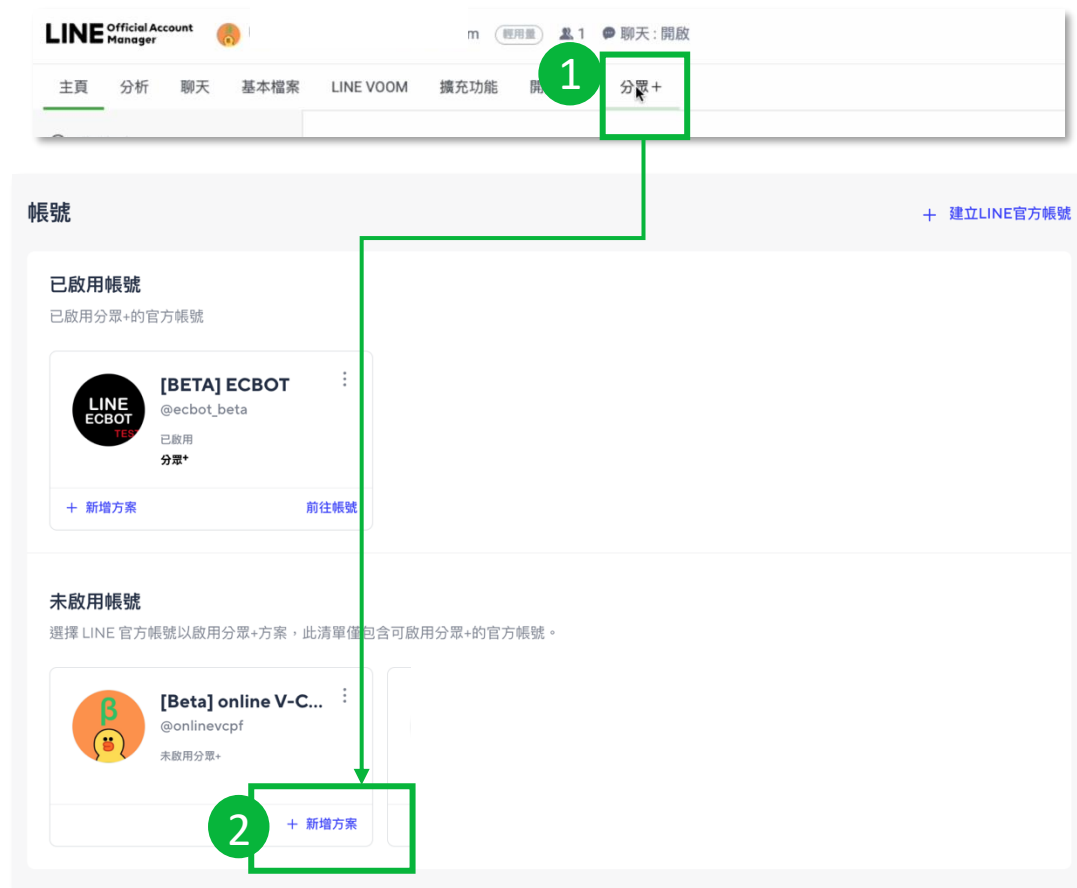 LINE Official Account Manager
m 輕用量 1 聊天 : 開啟
主頁 分析 聊天 基本檔案 LINE VOOM 擴充功能 開 1 分眾+
帳號
+ 建立LINE官方帳號
已啟用帳號
已啟用分眾+的官方帳號
LINE ECBOT TEST
[BETA] ECBOT
@ecbot_beta
已啟用
分眾+
+ 新增方案 前往帳號
未啟用帳號
選擇 LINE 官方帳號以啟用分眾+方案，此清單僅包含可啟用分眾+的官方帳號。
β
[Beta] online V-C...
@onlinevcpf
未啟用分眾+
2 + 新增方案